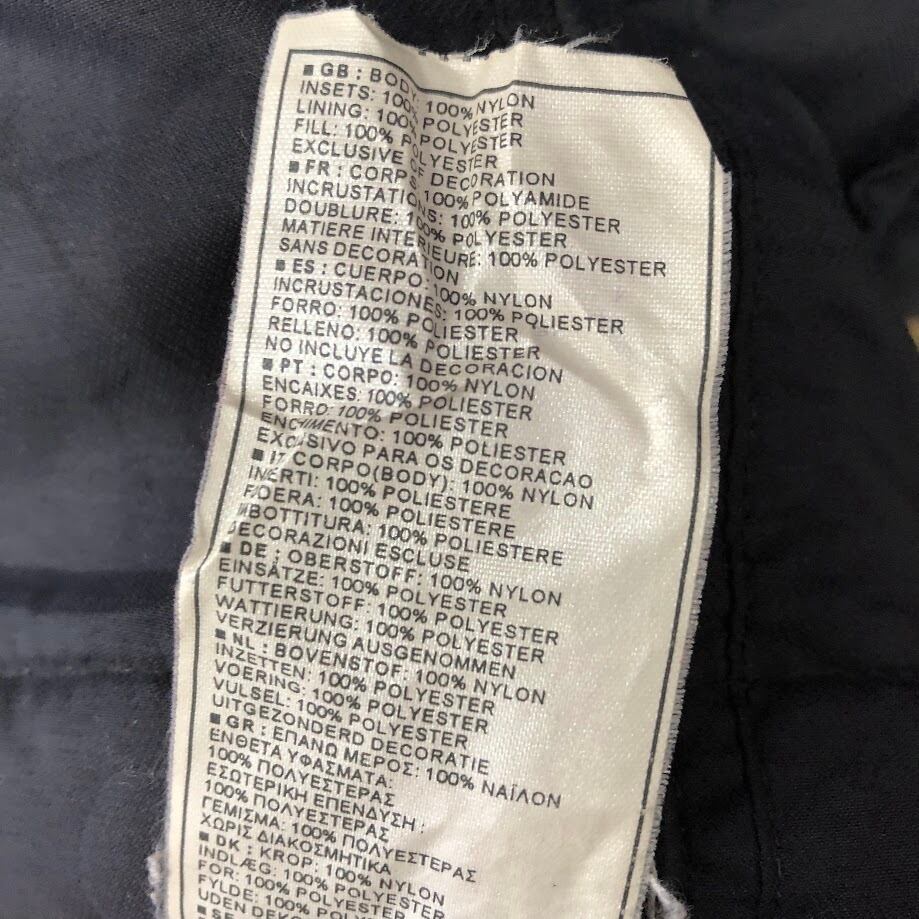 ■ GB : BODY: 100% NYLON
INSETS: 100% POLYESTER
LINING: 100% POLYESTER
FILL: 100% POLYESTER
EXCLUSIVE OF DECORATION
■ FR : CORPS: 100% POLYAMIDE
INCRUSTATIONS: 100% POLYESTER
DOUBLURE: 100% POLYESTER
MATIERE INTERIEURE: 100% POLYESTER
SANS DECORATION
■ ES : CUERPO: 100% NYLON
INCRUSTACIONES: 100% POLIESTER
FORRO: 100% POLIESTER
RELLENO: 100% POLIESTER
NO INCLUYE LA DECORACION
■ PT : CORPO: 100% NYLON
ENCAIXES: 100% POLIESTER
FORRO: 100% POLIESTER
ENCHIMENTO: 100% POLIESTER
EXCLUSIVO PARA OS DECORACAO
■ IT CORPO(BODY): 100% NYLON
INERTI: 100% POLIESTERE
FODERA: 100% POLIESTERE
IMBOTTITURA: 100% POLIESTERE
DECORAZIONI ESCLUSE
■ DE : OBERSTOFF: 100% NYLON
EINSÄTZE: 100% POLYESTER
FUTTERSTOFF: 100% POLYESTER
WATTIERUNG: 100% POLYESTER
VERZIERUNG AUSGENOMMEN
■ NL : BOVENSTOF: 100% NYLON
INZETTEN: 100% POLYESTER
VOERING: 100% POLYESTER
VULSEL: 100% POLYESTER
UITGEZONDERD DECORATIE
■ GR : ΕΠΑΝΩ ΜΕΡΟΣ: 100% ΝΑΪΛΟΝ
ΕΝΘΕΤΑ ΥΦΑΣΜΑΤΑ:
100% ΠΟΛΥΕΣΤΕΡΑΣ
ΕΣΩΤΕΡΙΚΗ ΕΠΕΝΔΥΣΗ :
100% ΠΟΛΥΕΣΤΕΡΑΣ
ΓΕΜΙΣΜΑ: 100% ΠΟΛΥΕΣΤΕΡΑΣ
ΧΩΡΙΣ ΔΙΑΚΟΣΜΗΤΙΚΑ
■ DK : KROP: 100% NYLON
INDLÆG: 100% POLYESTER
FOR: 100% POLYESTER
FYLDE: 100% POLYESTER
UDEN
■ SE